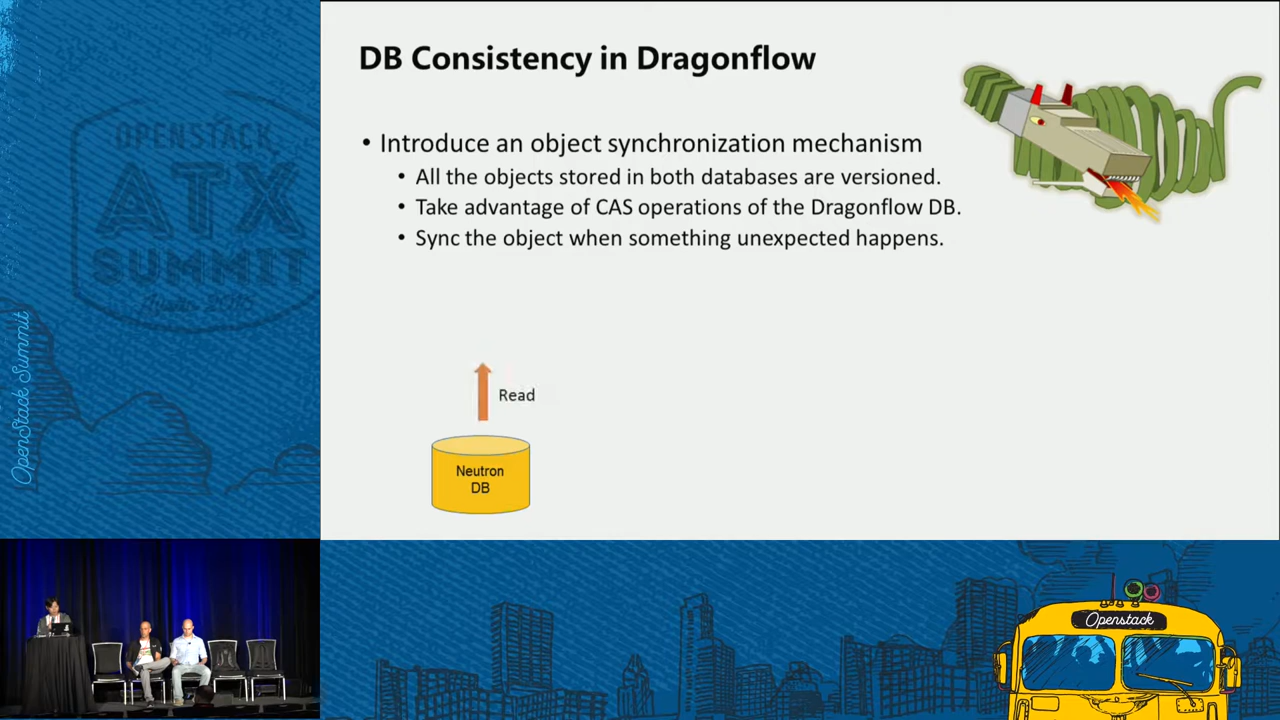 DB Consistency in Dragonflow
• Introduce an object synchronization mechanism
• All the objects stored in both databases are versioned.
• Take advantage of CAS operations of the Dragonflow DB.
• Sync the object when something unexpected happens.
Read
Neutron
DB
OPENSTACK
ATX
SUMMIT
OpenStack Summit
Openstack